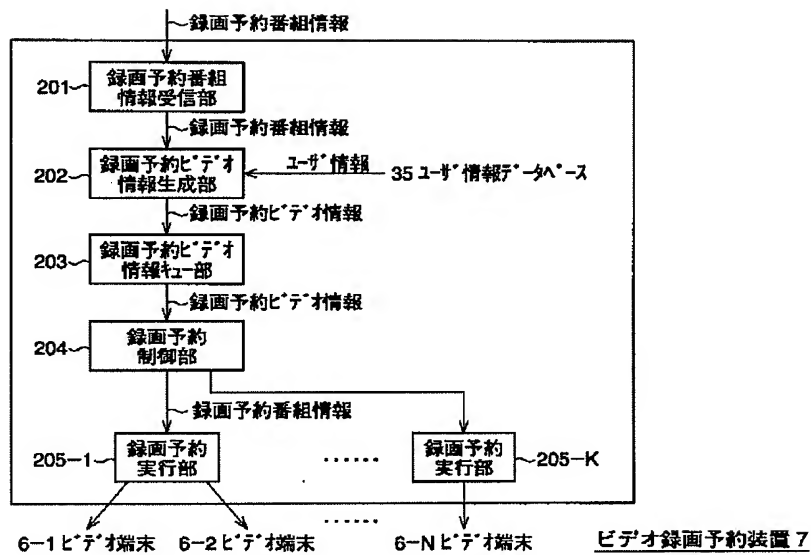 録画予約番組情報
201
録画予約番組
情報受信部
録画予約番組情報
202
録画予約ビデオ
情報生成部
ユーザ情報
35 ユーザ情報データベース
録画予約ビデオ情報
203
録画予約ビデオ
情報キュー部
録画予約ビデオ情報
204
録画予約
制御部
録画予約番組情報
205-1
録画予約
実行部
……
録画予約
実行部
205-K
……
6-1 ビデオ端末
6-2 ビデオ端末
6-N ビデオ端末
ビデオ録画予約装置 7